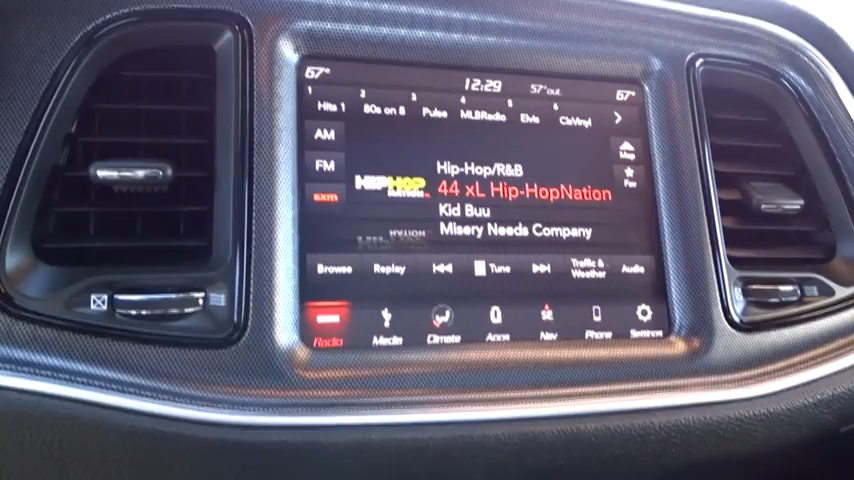 67° 12:29 57°out 67°
1 2 3 4 5 6
Hits 1 80s on 8 Pulse MLBRadio Elvis ClsVinyl
AM
FM
sxm
Map
Fav
HIPHOP
NATION
Hip-Hop/R&B
44 xL Hip-HopNation
Kid Buu
Misery Needs Company
Browse Replay Tune Traffic & Weather Audio
SE
Radio Media Climate Apps Nav Phone Settings